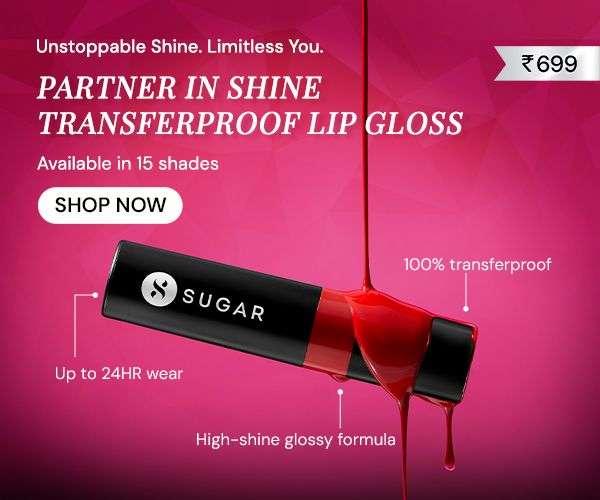 Unstoppable Shine. Limitless You.
₹699
PARTNER IN SHINE
TRANSFERPROOF LIP GLOSS
Available in 15 shades
SHOP NOW
100% transferproof
SUGAR
Up to 24HR wear
High-shine glossy formula